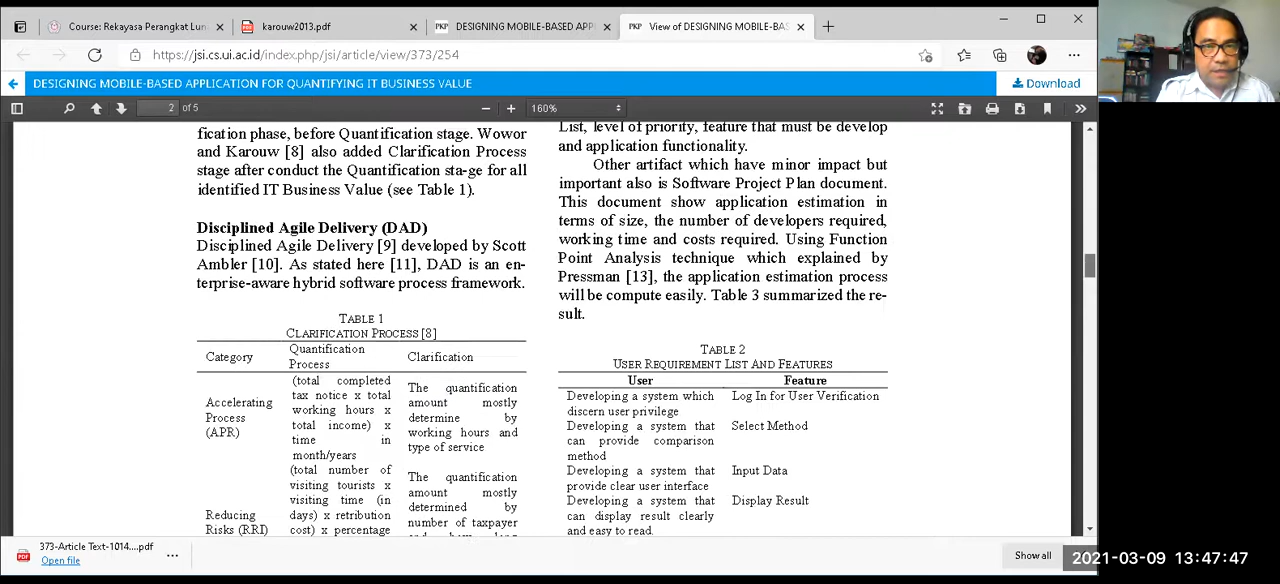 Course: Rekayasa Perangkat Lun
karouw2013.pdf
DESIGNING MOBILE-BASED APPL
View of DESIGNING MOBILE-BAS
https://jsi.cs.ui.ac.id/index.php/jsi/article/view/373/254
DESIGNING MOBILE-BASED APPLICATION FOR QUANTIFYING IT BUSINESS VALUE
Download
2 of 5
160%
fication phase, before Quantification stage. Wowor
and Karouw [8] also added Clarification Process
stage after conduct the Quantification sta-ge for all
identified IT Business Value (see Table 1).
Disciplined Agile Delivery (DAD)
Disciplined Agile Delivery [9] developed by Scott
Ambler [10]. As stated here [11], DAD is an en-
terprise-aware hybrid software process framework.
TABLE 1
CLARIFICATION PROCESS [8]
Category
Quantification
Process
Clarification
Accelerating
Process
(APR)
(total completed
tax notice x total
working hours x
total income) x
time in
month/years
The quantification
amount mostly
determine by
working hours and
type of service
Reducing
Risks (RRI)
(total number of
visiting tourists x
visiting time (in
days) x retribution
cost) x percentage
The quantification
amount mostly
determined by
number of taxpayer
List, level of priority, feature that must be develop
and application functionality.
Other artifact which have minor impact but
important also is Software Project Plan document.
This document show application estimation in
terms of size, the number of developers required,
working time and costs required. Using Function
Point Analysis technique which explained by
Pressman [13], the application estimation process
will be compute easily. Table 3 summarized the re-
sult.
TABLE 2
USER REQUIREMENT LIST AND FEATURES
User
Feature
Developing a system which
discern user privilege
Log In for User Verification
Developing a system that
can provide comparison
method
Select Method
Developing a system that
provide clear user interface
Input Data
Developing a system that
can display result clearly
and easy to read.
Display Result
373-Article Text-1014....pdf
Open file
Show all
2021-03-09 13:47:47